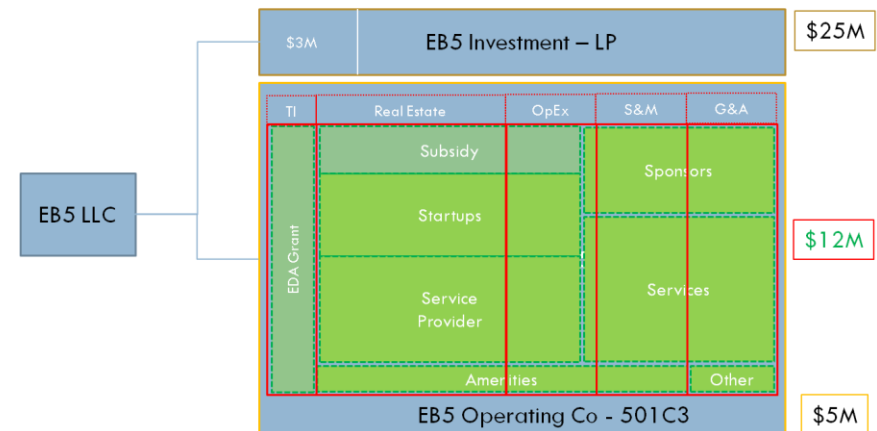 $3M
EB5 Investment – LP
$25M
TI
Real Estate
OpEx
S&M
G&A
Subsidy
Sponsors
EB5 LLC
Startups
$12M
EDA Grant
Services
Service
Provider
Amenities
Other
EB5 Operating Co - 501C3
$5M